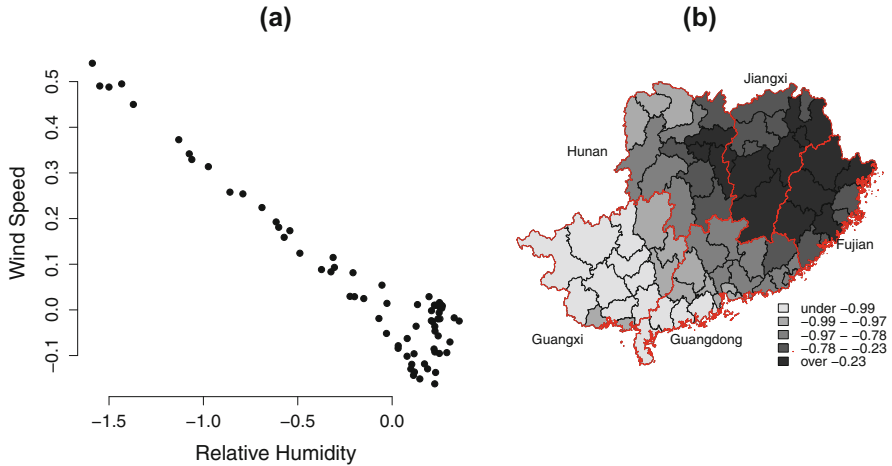 (a)
Wind Speed
0.5
0.4
0.3
0.2
0.1
0.0
−0.1
−1.5
−1.0
−0.5
0.0
Relative Humidity
(b)
Jiangxi
Hunan
Fujian
Guangxi
Guangdong
under −0.99
−0.99 − −0.97
−0.97 − −0.78
−0.78 − −0.23
over −0.23